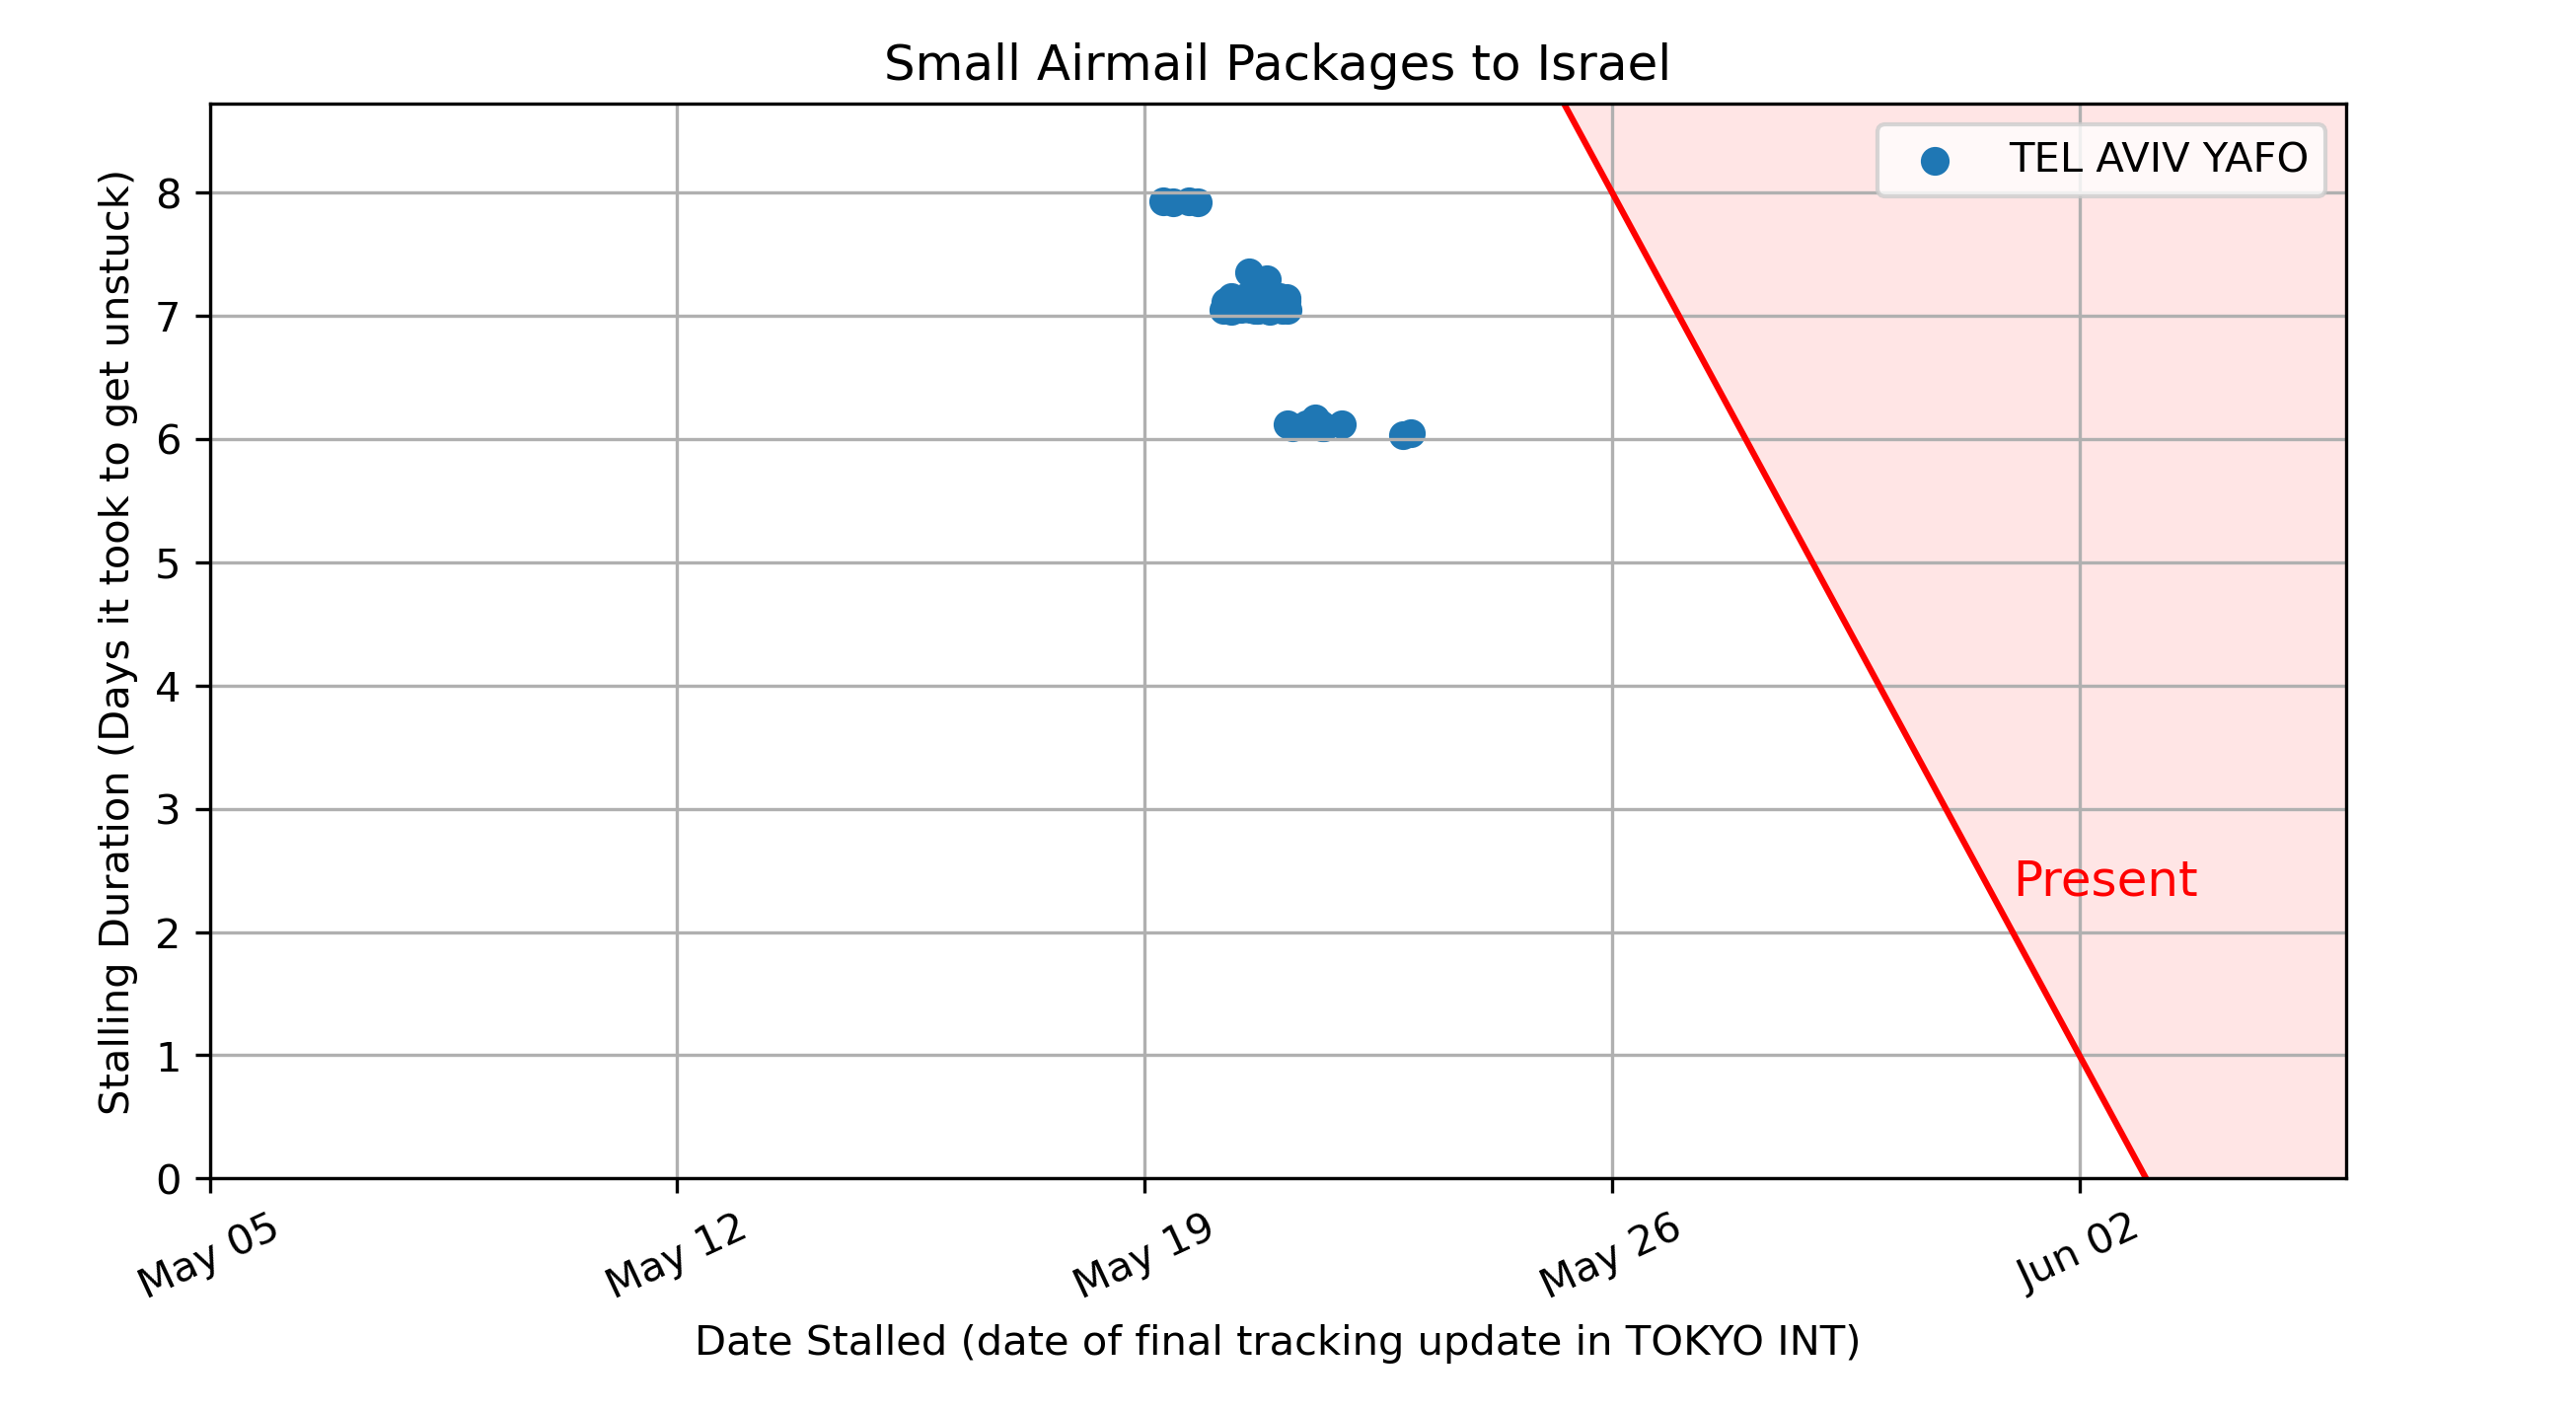 Small Airmail Packages to Israel
TEL AVIV YAFO
Stalling Duration (Days it took to get unstuck)
8
7
6
5
4
3
2
1
0
Present
May 05
May 12
May 19
May 26
Jun 02
Date Stalled (date of final tracking update in TOKYO INT)